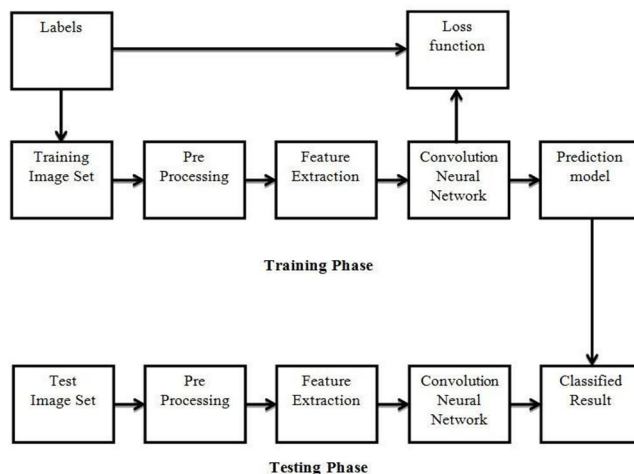 Labels
Loss
function
Training
Image Set
Pre
Processing
Feature
Extraction
Convolution
Neural
Network
Prediction
model
Training Phase
Test
Image Set
Pre
Processing
Feature
Extraction
Convolution
Neural
Network
Classified
Result
Testing Phase